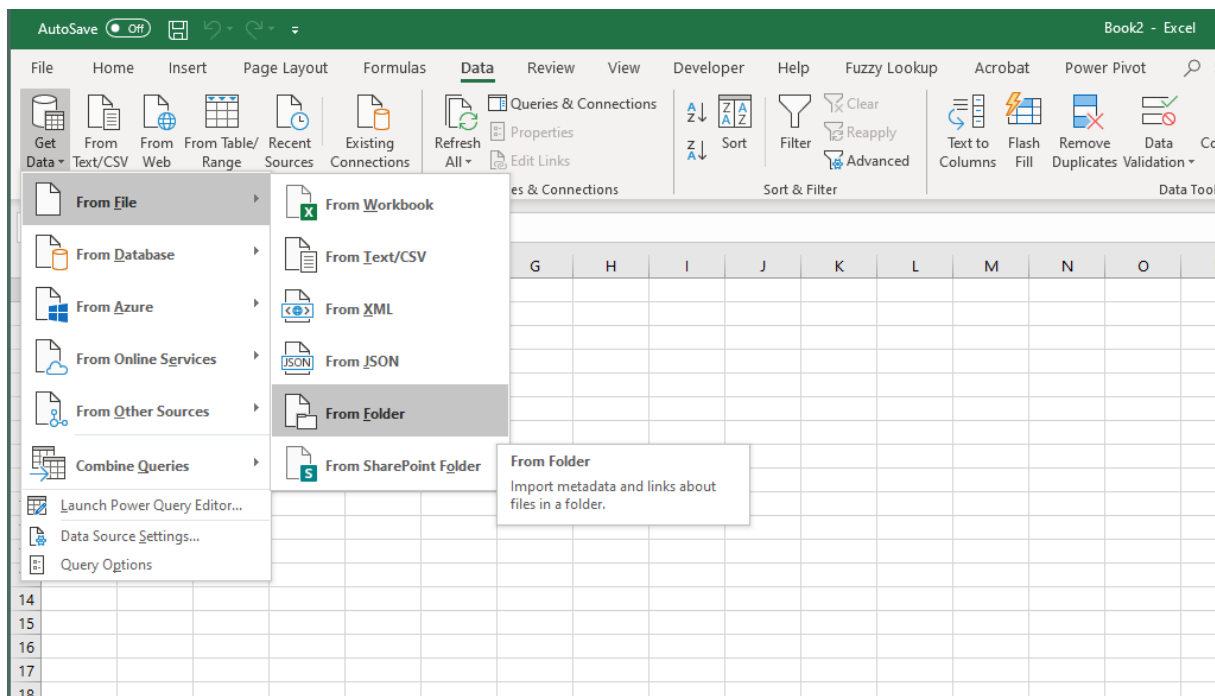 AutoSave Off Book2 - Excel
File Home Insert Page Layout Formulas Data Review View Developer Help Fuzzy Lookup Acrobat Power Pivot
Get Data
From Text/CSV
From Web
From Table/ Range
Recent Sources
Existing Connections
Refresh All
Queries & Connections
Properties
Edit Links
es & Connections
Sort
Filter
Clear
Reapply
Advanced
Sort & Filter
Text to Columns
Flash Fill
Remove Duplicates
Data Validation
Co
Data Tool
From File
From Database
From Azure
From Online Services
From Other Sources
Combine Queries
Launch Power Query Editor...
Data Source Settings...
Query Options
From Workbook
From Text/CSV
From XML
JSON From JSON
From Folder
From SharePoint Folder
From Folder
Import metadata and links about
files in a folder.
G H I J K L M N O
14
15
16
17
18